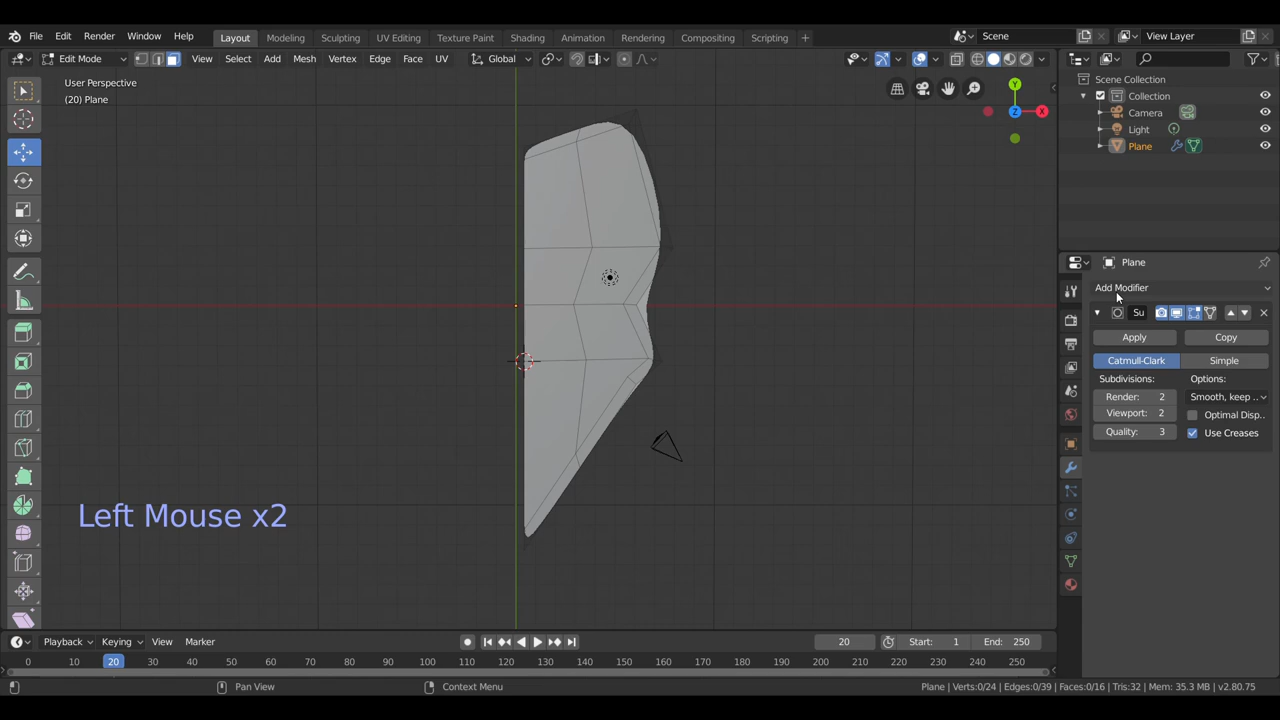 File Edit Render Window Help Layout Modeling Sculpting UV Editing Texture Paint Shading Animation Rendering Compositing Scripting + Scene View Layer
Edit Mode View Select Add Mesh Vertex Edge Face UV Global
User Perspective
(20) Plane
Y
Z
X
Scene Collection
Collection
Camera
Light
Plane
Plane
Add Modifier
Su
Apply Copy
Catmull-Clark Simple
Subdivisions: Options:
Render: 2 Smooth, keep ..
Viewport: 2 Optimal Disp..
Quality: 3 Use Creases
Left Mouse x2
Playback Keying View Marker 20 Start: 1 End: 250
0 10 20 30 40 50 60 70 80 90 100 110 120 130 140 150 160 170 180 190 200 210 220 230 240 250
Pan View Context Menu Plane | Verts:0/24 | Edges:0/39 | Faces:0/16 | Tris:32 | Mem: 35.3 MB | v2.80.75